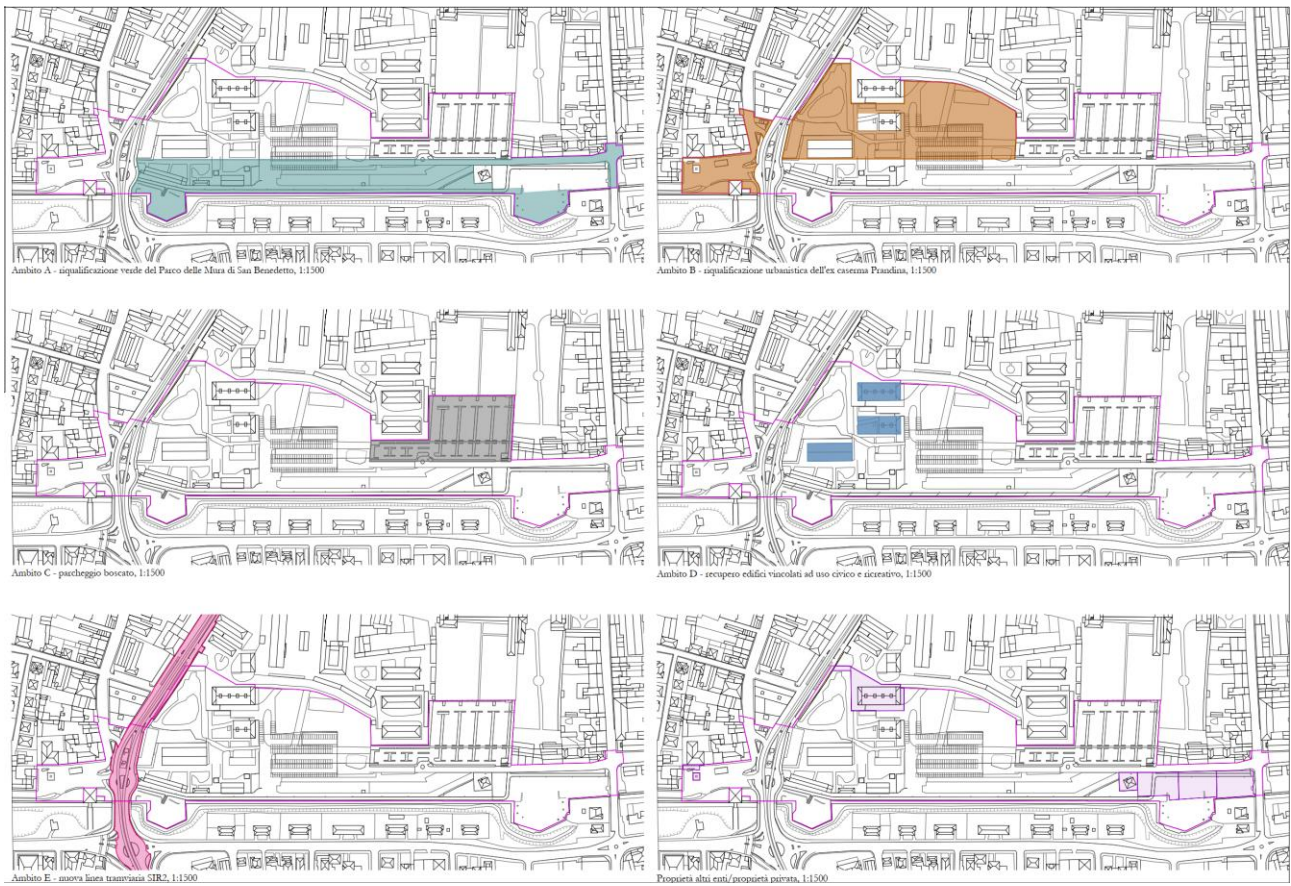 Ambito A - riqualificazione verde del Parco delle Mura di San Benedetto, 1:1500
Ambito B - riqualificazione urbanistica dell'ex caserma Prandina, 1:1500
Ambito C - parcheggio boscato, 1:1500
Ambito D - recupero edifici vincolati ad uso civico e ricreativo, 1:1500
Ambito E - nuova linea tramviaria SIR2, 1:1500
Proprietà altri enti/proprietà privata, 1:1500